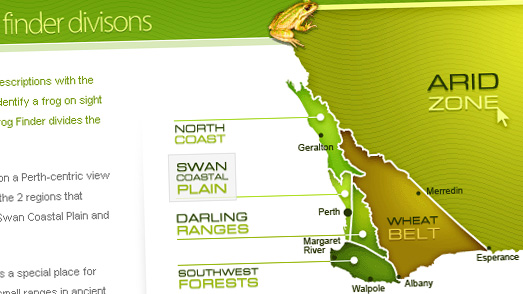 finder divisons
escriptions with the
dentify a frog on sight
rog Finder divides the
on a Perth-centric view
the 2 regions that
Swan Coastal Plain and
s a special place for
small ranges in ancient
NORTH
COAST
SWAN
COASTAL
PLAIN
DARLING
RANGES
SOUTHWEST
FORESTS
ARID
ZONE
Geralton
Merredin
Perth
WHEAT
BELT
Margaret
River
Esperance
Walpole
Albany